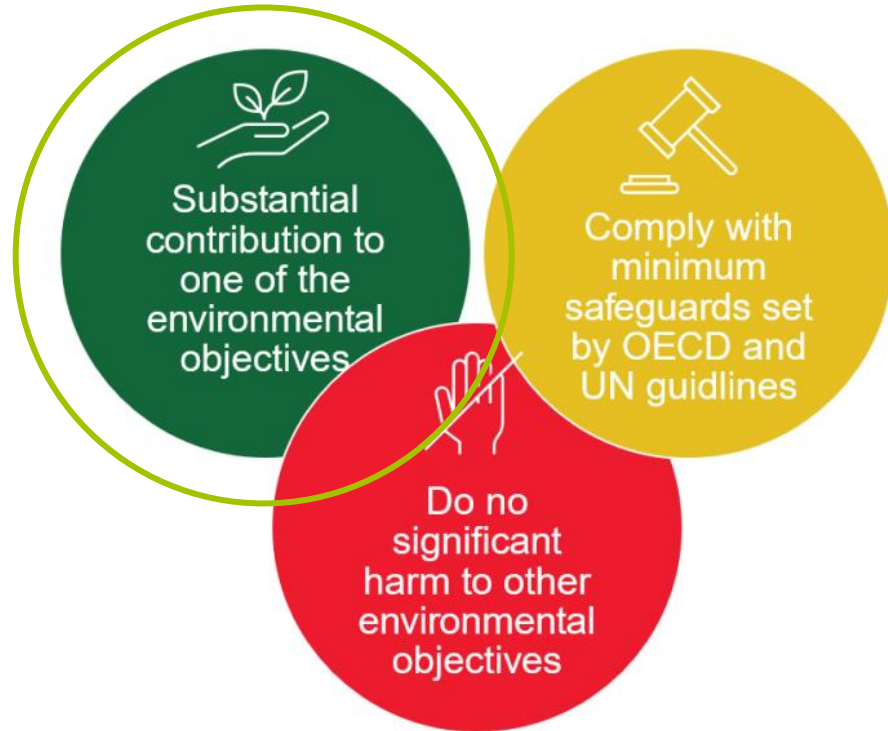 Substantial
contribution to
one of the
environmental
objectives
Comply with
minimum
safeguards set
by OECD and
UN guidlines
Do no
significant
harm to other
environmental
objectives